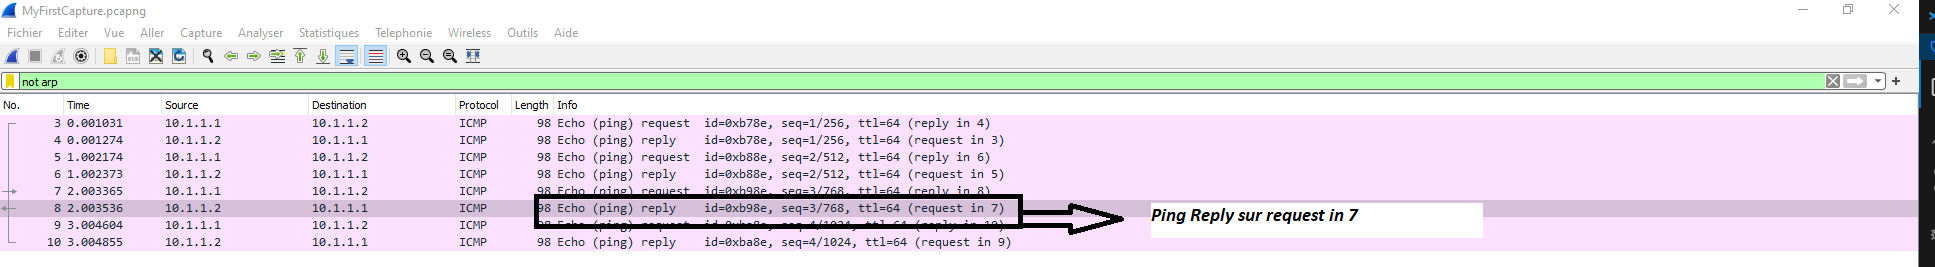 MyFirstCapture.pcapng
Fichier Editer Vue Aller Capture Analyser Statistiques Telephonie Wireless Outils Aide
not arp
No. Time Source Destination Protocol Length Info
3 0.001031 10.1.1.1 10.1.1.2 ICMP 98 Echo (ping) request id=0xb78e, seq=1/256, ttl=64 (reply in 4)
4 0.001274 10.1.1.2 10.1.1.1 ICMP 98 Echo (ping) reply id=0xb78e, seq=1/256, ttl=64 (request in 3)
5 1.002174 10.1.1.1 10.1.1.2 ICMP 98 Echo (ping) request id=0xb88e, seq=2/512, ttl=64 (reply in 6)
6 1.002373 10.1.1.2 10.1.1.1 ICMP 98 Echo (ping) reply id=0xb88e, seq=2/512, ttl=64 (request in 5)
7 2.003365 10.1.1.1 10.1.1.2 ICMP 98 Echo (ping) request id=0xb98e, seq=3/768, ttl=64 (reply in 8)
8 2.003536 10.1.1.2 10.1.1.1 ICMP 98 Echo (ping) reply id=0xb98e, seq=3/768, ttl=64 (request in 7)
Ping Reply sur request in 7
9 3.004604 10.1.1.1 10.1.1.2 ICMP 98 Echo (ping) request id=0xba8e, seq=4/1024, ttl=64 (reply in 10)
10 3.004855 10.1.1.2 10.1.1.1 ICMP 98 Echo (ping) reply id=0xba8e, seq=4/1024, ttl=64 (request in 9)